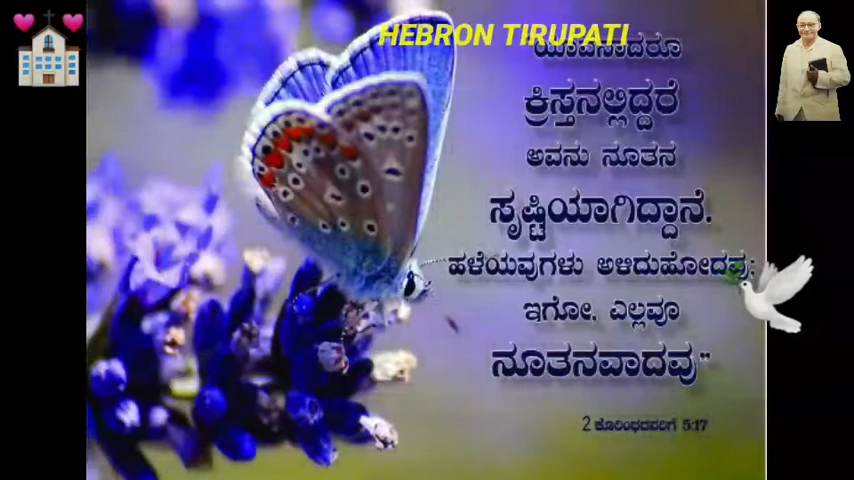 HEBRON TIRUPATI
ಯಾವನಾದರೂ
ಕ್ರಿಸ್ತನಲ್ಲಿದ್ದರೆ
ಅವನು ನೂತನ
ಸೃಷ್ಟಿಯಾಗಿದ್ದಾನೆ.
ಹಳೆಯವುಗಳು ಅಳಿದುಹೋದವು;
ಇಗೋ, ಎಲ್ಲವೂ
ನೂತನವಾದವು"
2 ಕೊರಿಂಥದವರಿಗೆ 5:17